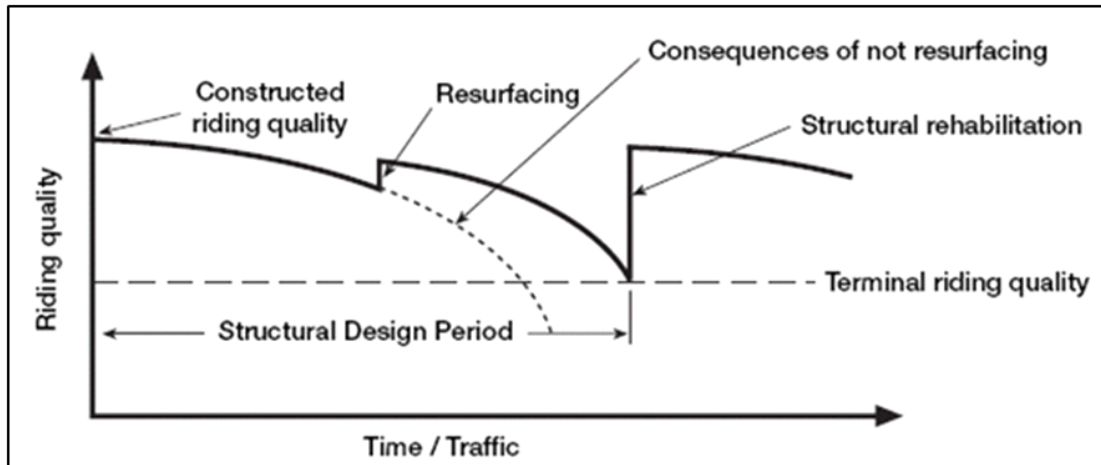 Consequences of not resurfacing
Constructed
riding quality
Resurfacing
Structural rehabilitation
Riding quality
Terminal riding quality
Structural Design Period
Time / Traffic